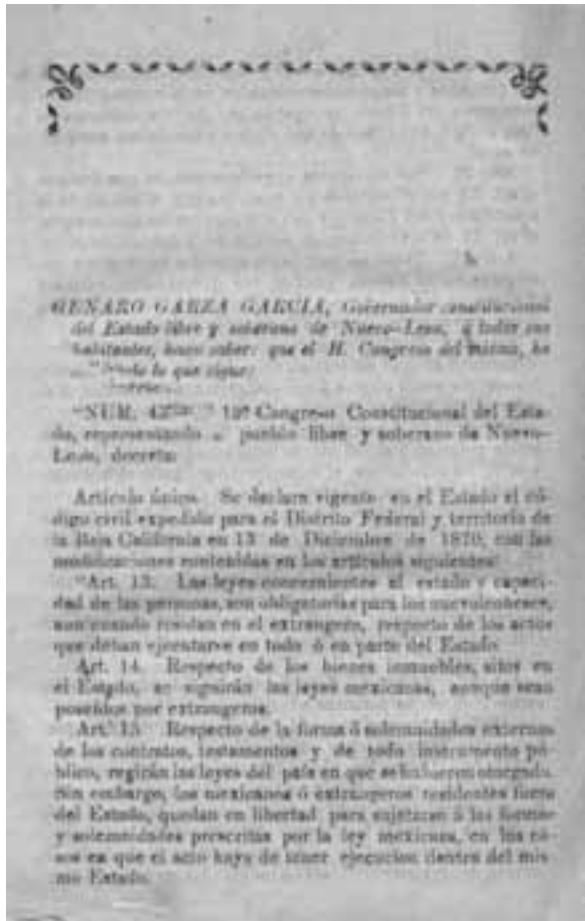 GENARO GARZA GARCIA, Gobernador constitucional
del Estado libre y soberano de Nuevo-Leon, á todos sus
habitantes, hago saber: que el H. Congreso del mismo, ha
lo que sigue:
"NUM. 42 19º Congreso Constitucional del Esta-
do, representando pueblo libre y soberano de Nuevo-
Leon, decreta:
Artículo único. Se declara vigente en el Estado el có-
digo civil expedido para el Distrito Federal y territorio de
la Baja California en 13 de Diciembre de 1870, con las
modificaciones contenidas en los artículos siguientes:
"Art. 13. Las leyes concernientes al estado y capaci-
dad de las personas, son obligatorias para los nuevoleoneses,
aun cuando residan en el extrangero, respecto de los actos
que deban ejecutarse en todo ó en parte del Estado.
Art. 14. Respecto de los bienes inmuebles, sitos en
el Estado, se seguirán las leyes mexicanas, aunque sean
poseidos por extrangeros.
Art. 15. Respecto de la forma ó solemnidades externas
de los contratos, testamentos y de todo instrumento pú-
blico, regirán las leyes del país en que se hubieren otorgado.
Sin embargo, los mexicanos ó extrangeros residentes fuera
del Estado, quedan en libertad para sujetarse á las formas
y solemnidades prescritas por la ley mexicana, en los ca-
sos en que el acto haya de tener ejecucion dentro del mis-
mo Estado.